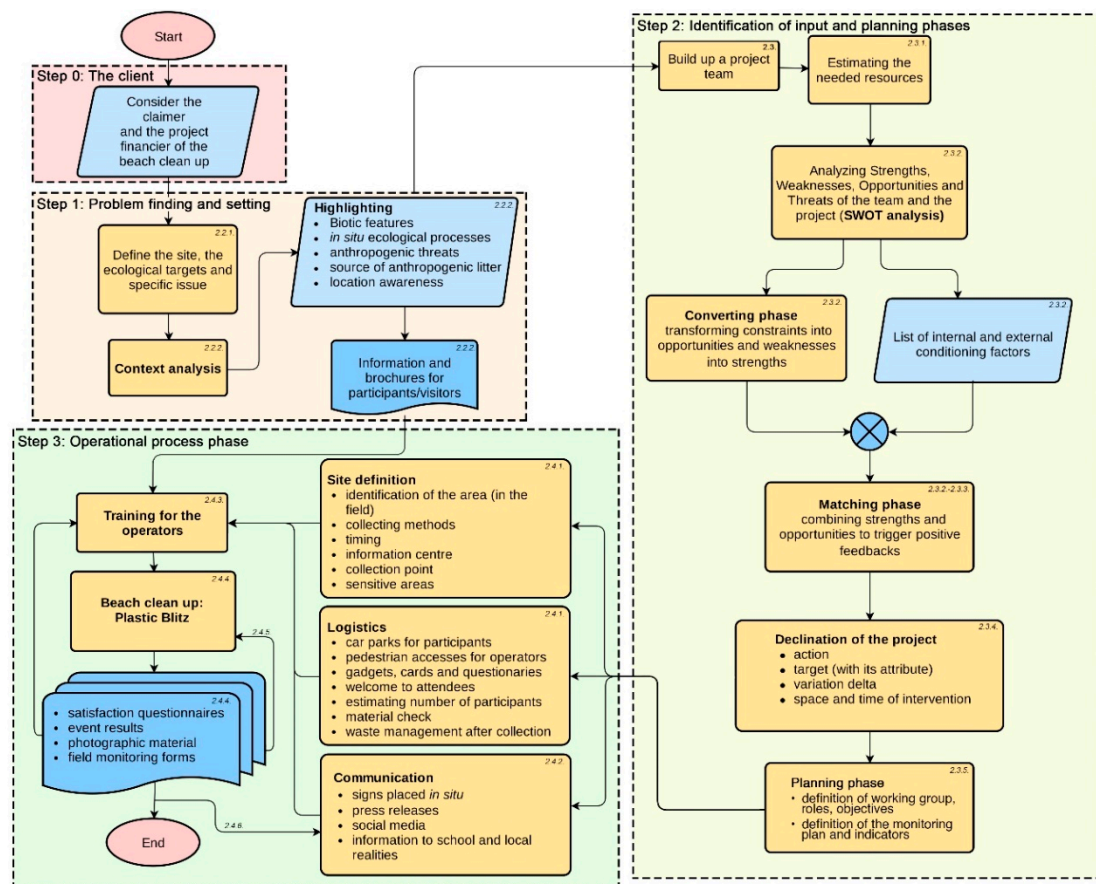 Start
Step 0: The client
Consider the
claimer
and the project
financier of the
beach clean up
Step 1: Problem finding and setting
2.2.1.
Define the site, the
ecological targets and
specific issue
2.2.2.
Context analysis
2.2.2.
Highlighting
• Biotic features
• in situ ecological processes
• anthropogenic threats
• source of anthropogenic litter
• location awareness
2.2.2.
Information and
brochures for
participants/visitors
Step 2: Identification of input and planning phases
2.3.
Build up a project
team
2.3.1.
Estimating the
needed resources
2.3.2.
Analyzing Strengths,
Weaknesses, Opportunities and
Threats of the team and the
project (SWOT analysis)
2.3.2.
Converting phase
transforming constraints into
opportunities and weaknesses
into strengths
2.3.2
List of internal and external
conditioning factors
2.3.2.-2.3.3.
Matching phase
combining strengths and
opportunities to trigger positive
feedbacks
2.3.4.
Declination of the project
• action
• target (with its attribute)
• variation delta
• space and time of intervention
2.3.5.
Planning phase
• definition of working group,
roles, objectives
• definition of the monitoring
plan and indicators
Step 3: Operational process phase
2.4.3.
Training for the
operators
2.4.4.
Beach clean up:
Plastic Blitz
2.4.5.
2.4.4.
• satisfaction questionnaires
• event results
• photographic material
• field monitoring forms
End
2.4.6.
2.4.1.
Site definition
• identification of the area (in the
field)
• collecting methods
• timing
• information centre
• collection point
• sensitive areas
2.4.1.
Logistics
• car parks for participants
• pedestrian accesses for operators
• gadgets, cards and questionaries
• welcome to attendees
• estimating number of participants
• material check
• waste management after collection
2.4.2.
Communication
• signs placed in situ
• press releases
• social media
• information to school and local
realities